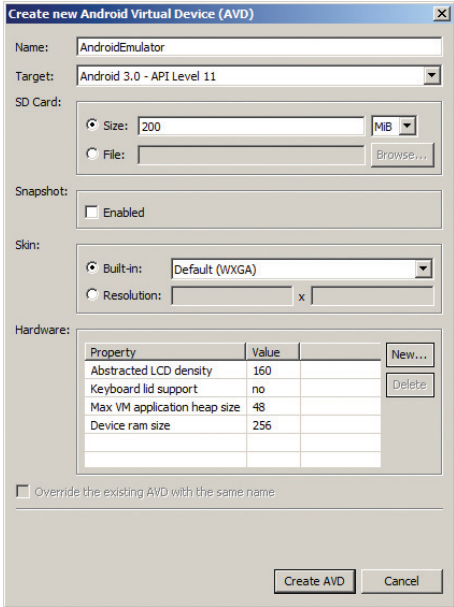 Create new Android Virtual Device (AVD)
Name: AndroidEmulator
Target: Android 3.0 - API Level 11
SD Card:
Size: 200 MiB
File: Browse...
Snapshot:
Enabled
Skin:
Built-in: Default (WXGA)
Resolution: x
Hardware:
Property Value New...
Abstracted LCD density 160
Keyboard lid support no Delete
Max VM application heap size 48
Device ram size 256
Override the existing AVD with the same name
Create AVD Cancel